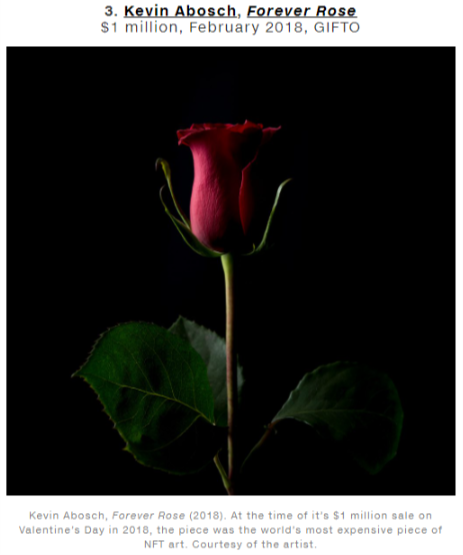 3. Kevin Abosch, Forever Rose
$1 million, February 2018, GIFTO
Kevin Abosch, Forever Rose (2018). At the time of it's $1 million sale on
Valentine's Day in 2018, the piece was the world's most expensive piece of
NFT art. Courtesy of the artist.